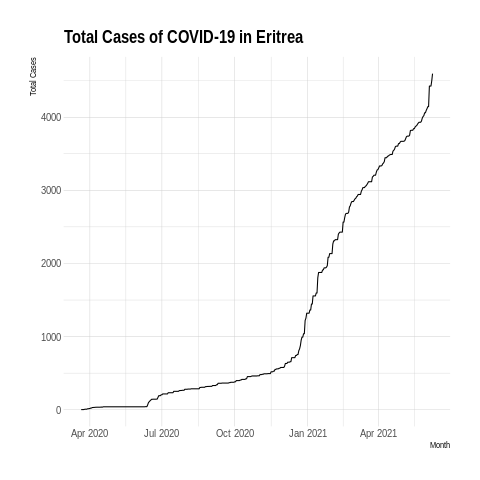 Total Cases of COVID-19 in Eritrea
Total Cases
4000
3000
2000
1000
0
Apr 2020 Jul 2020 Oct 2020 Jan 2021 Apr 2021
Month